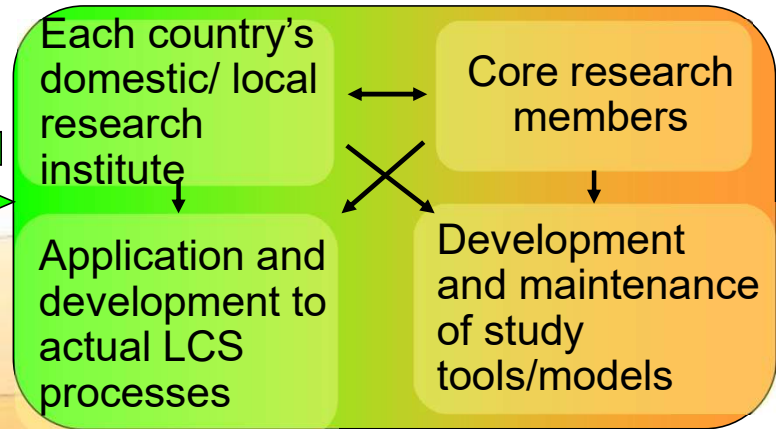 Each country's
domestic/ local
research
institute
Core research
members
Application and
development to
actual LCS
processes
Development
and maintenance
of study
tools/models